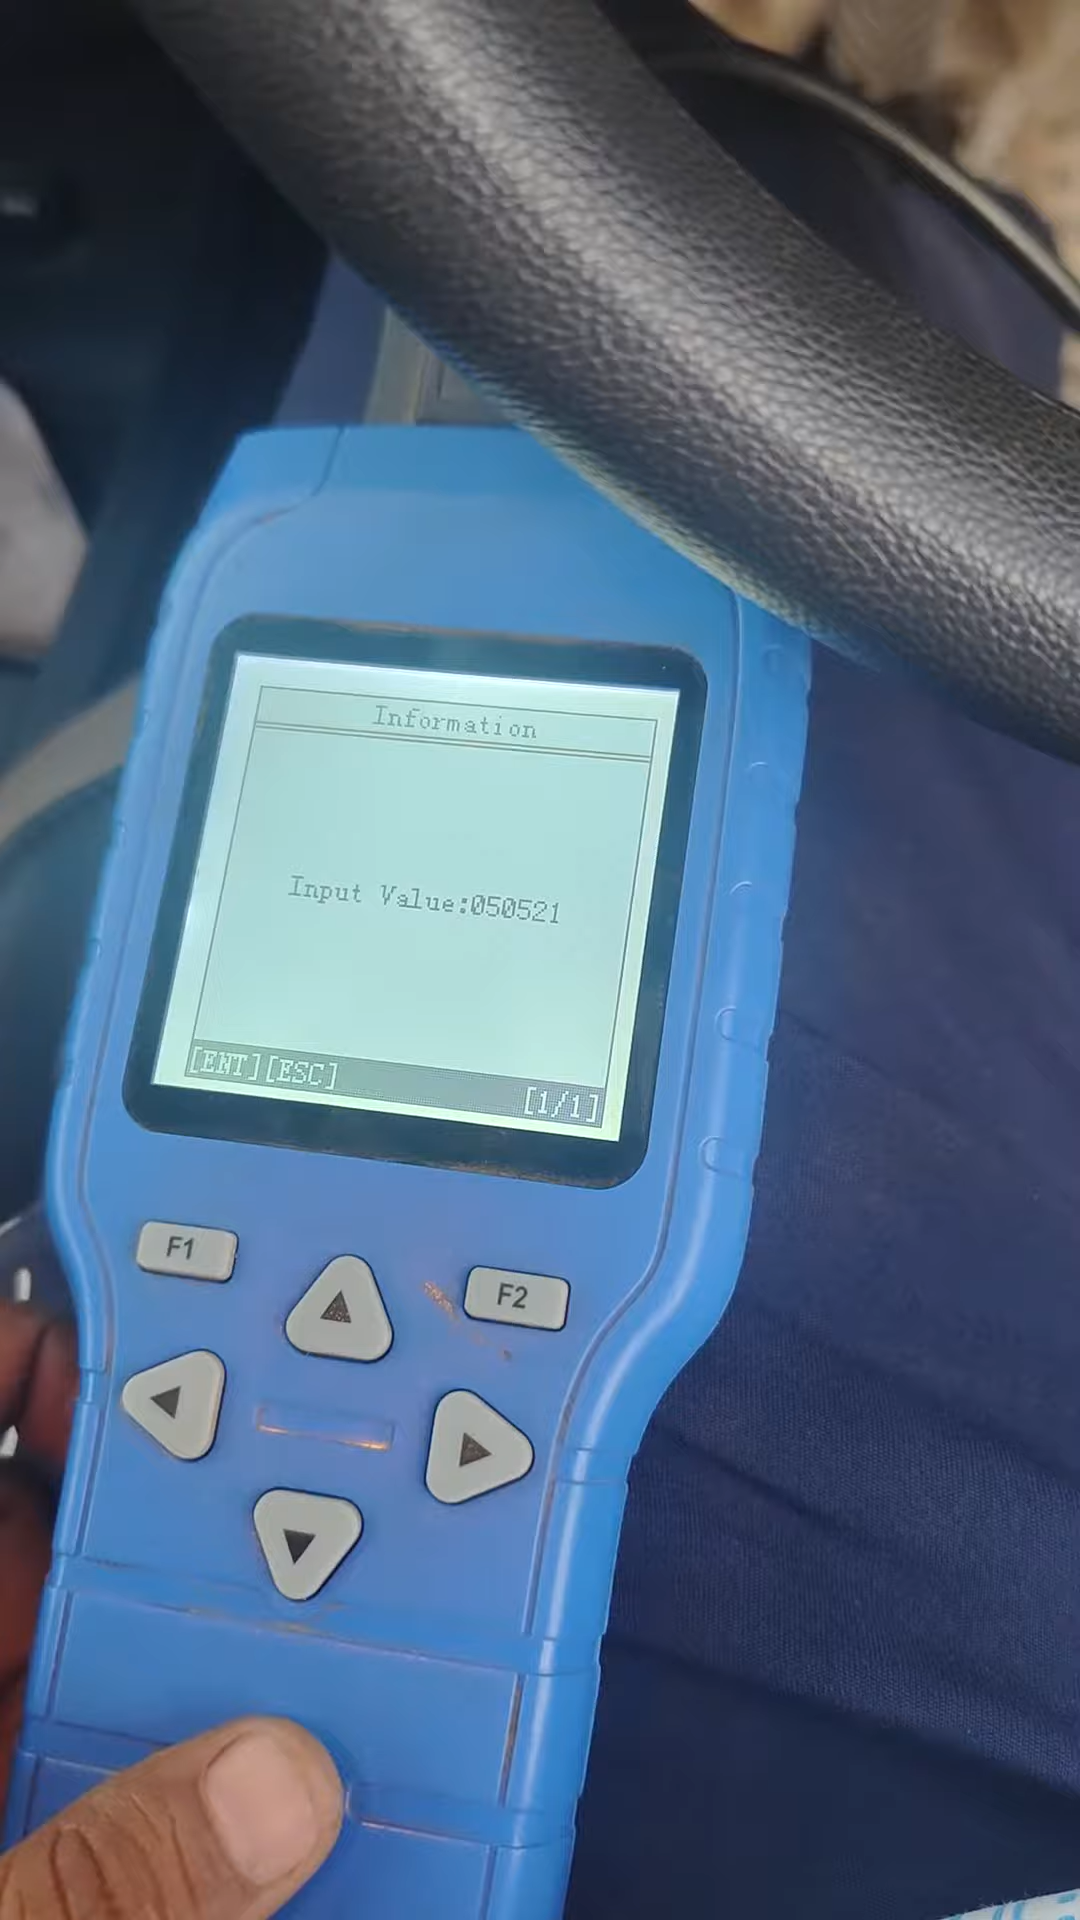 Information
Input Value:050521
[ENT][ESC]
[1/1]
F1
F2